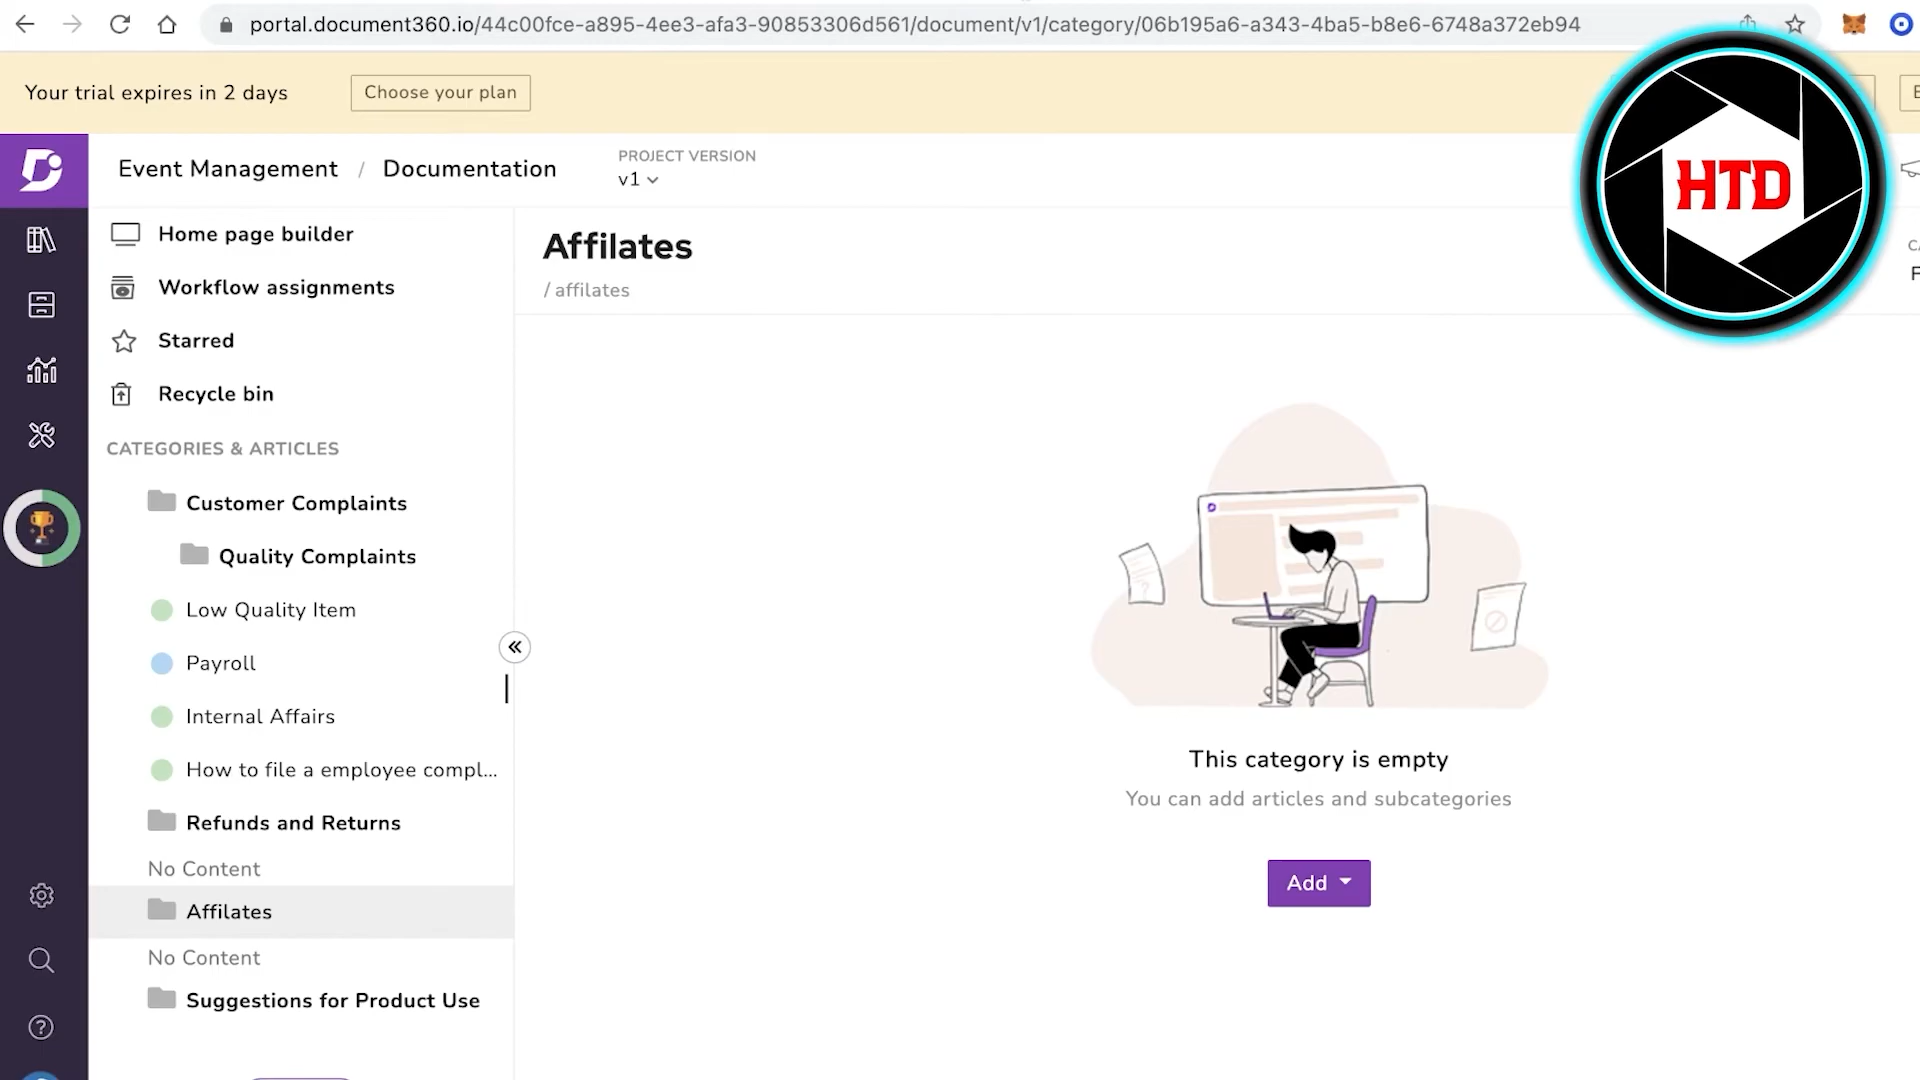 portal.document360.io/44c00fce-a895-4ee3-afa3-90853306d561/document/v1/category/06b195a6-a343-4ba5-b8e6-6748a372eb94
Your trial expires in 2 days
Choose your plan
Event Management / Documentation
PROJECT VERSION
v1
HTD
Home page builder
Workflow assignments
Starred
Recycle bin
CATEGORIES & ARTICLES
Customer Complaints
Quality Complaints
Low Quality Item
Payroll
Internal Affairs
How to file a employee compl...
Refunds and Returns
No Content
Affilates
No Content
Suggestions for Product Use
Affilates
/ affilates
This category is empty
You can add articles and subcategories
Add